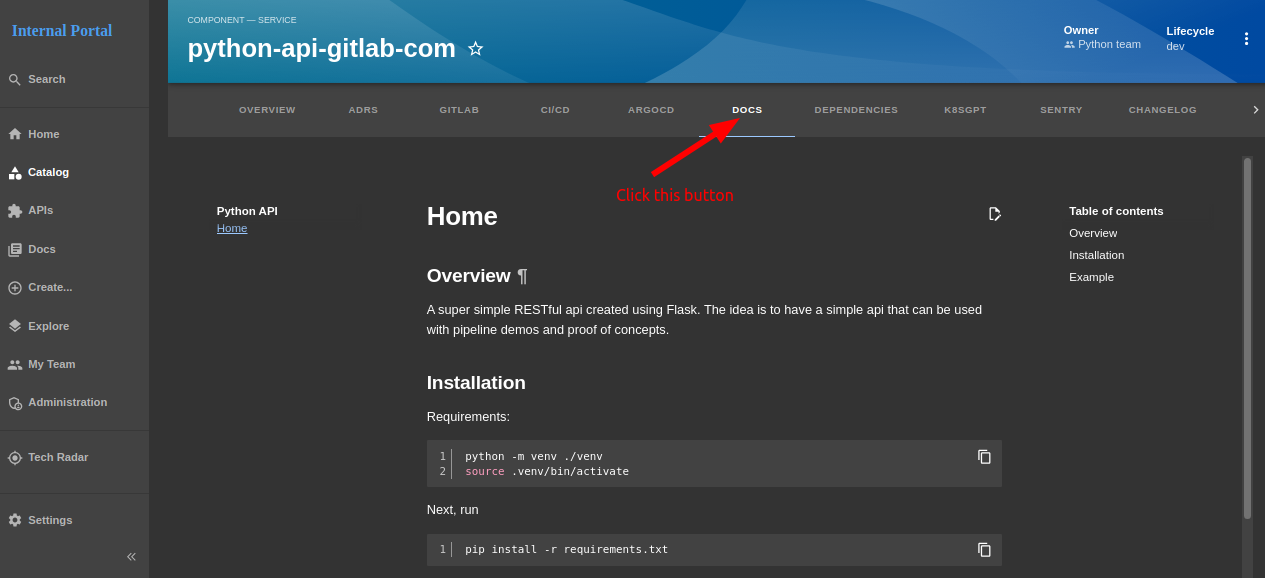 Internal Portal
Search
Home
Catalog
APIs
Docs
Create...
Explore
My Team
Administration
Tech Radar
Settings
COMPONENT — SERVICE
python-api-gitlab-com
Owner
Python team
Lifecycle
dev
OVERVIEW
ADRS
GITLAB
CI/CD
ARGOCD
DOCS
DEPENDENCIES
K8SGPT
SENTRY
CHANGELOG
Click this button
Python API
Home
Home
Overview ¶
A super simple RESTful api created using Flask. The idea is to have a simple api that can be used
with pipeline demos and proof of concepts.
Installation
Requirements:
1 python -m venv ./venv
2 source .venv/bin/activate
Next, run
1 pip install -r requirements.txt
Table of contents
Overview
Installation
Example